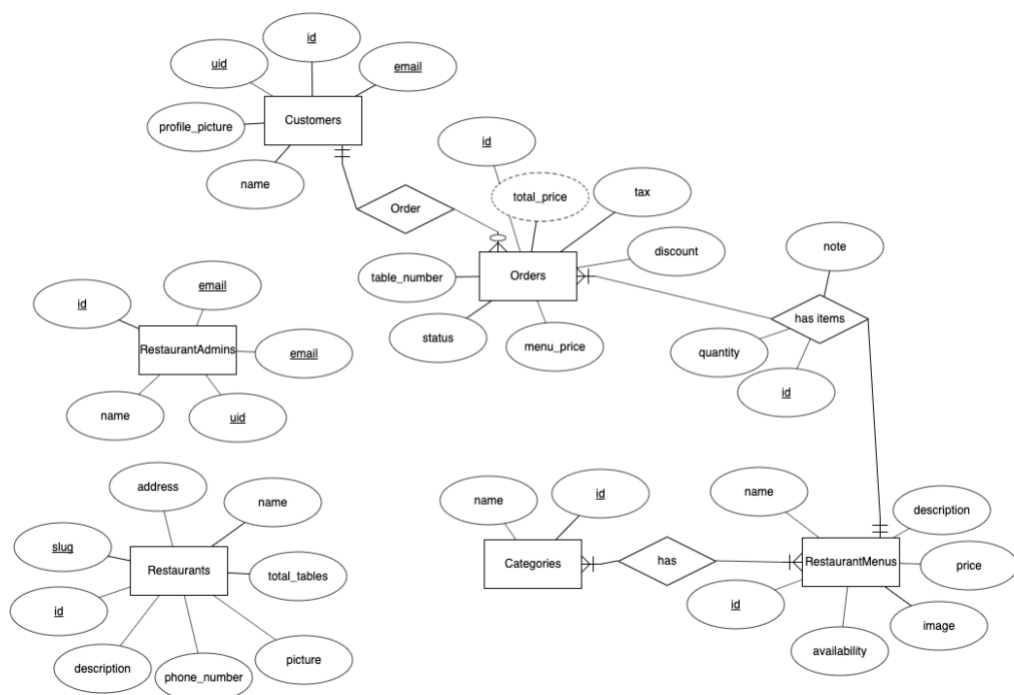 id
uid
email
Customers
profile_picture
name
Order
id
total_price
tax
discount
table_number
Orders
status
menu_price
note
has items
quantity
id
email
id
RestaurantAdmins
email
name
uid
address
name
slug
Restaurants
total_tables
id
description
phone_number
picture
name
id
Categories
has
name
description
RestaurantMenus
price
id
image
availability